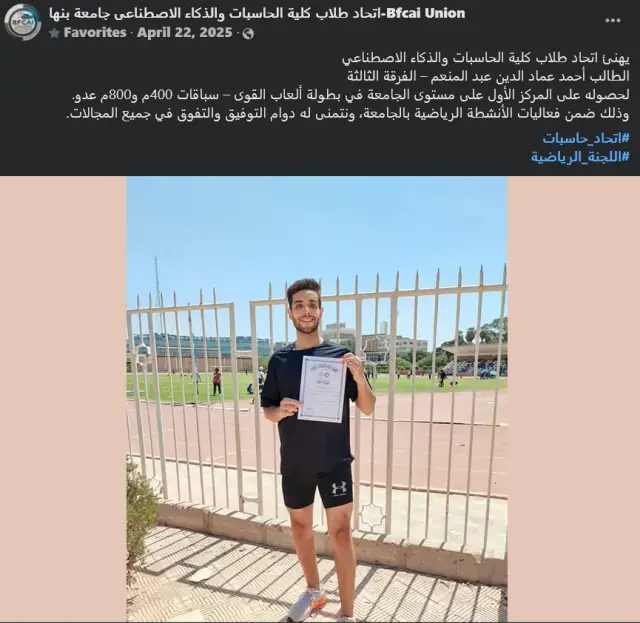 اتحاد طلاب كلية الحاسبات والذكاء الاصطناعى جامعة بنها-Bfcai Union
Favorites · April 22, 2025 ·
يهنئ اتحاد طلاب كلية الحاسبات والذكاء الاصطناعي
الطالب أحمد عماد الدين عبد المنعم – الفرقة الثالثة
لحصوله على المركز الأول على مستوى الجامعة في بطولة ألعاب القوى – سباقات 400م و800م عدو.
وذلك ضمن فعاليات الأنشطة الرياضية بالجامعة، ونتمنى له دوام التوفيق والتفوق في جميع المجالات.
#اتحاد_حاسبات
#اللجنة_الرياضية